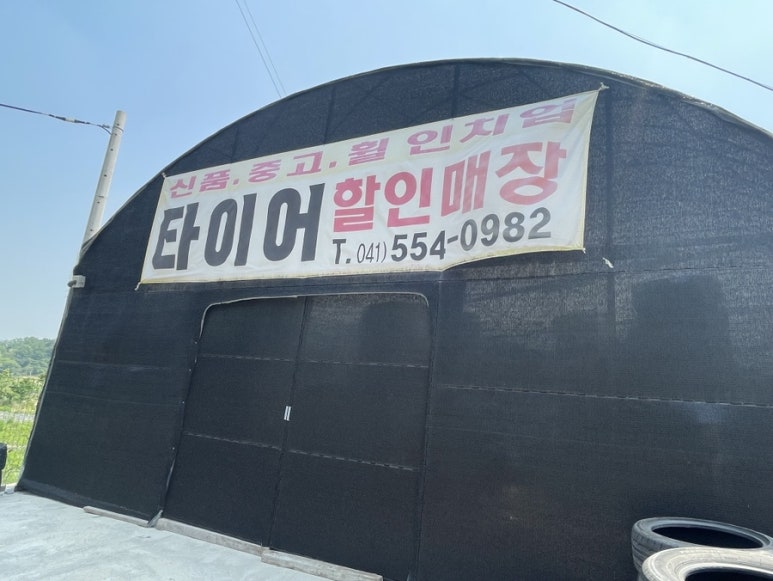 신품.중고.휠 인치업
타이어 할인매장
T. 041) 554-0982